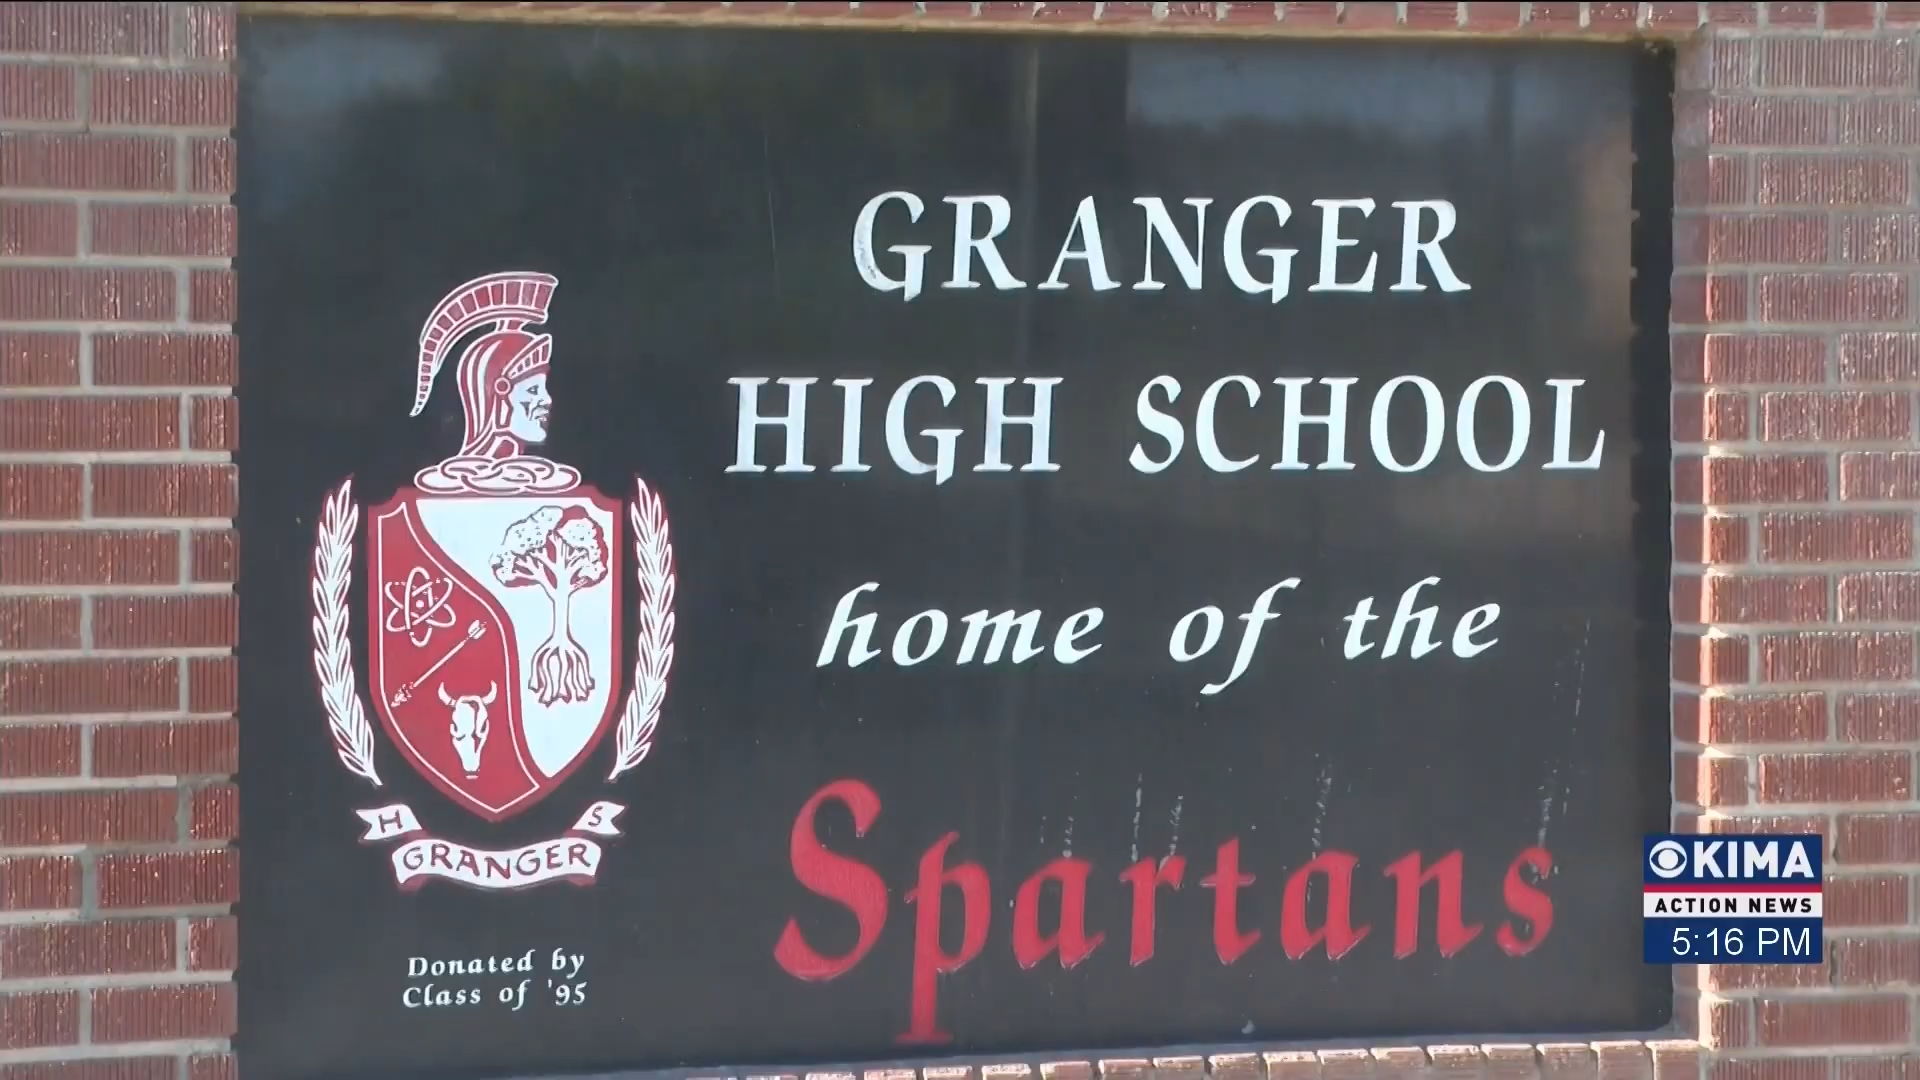 GRANGER
HIGH SCHOOL
home of the
Spartans
H S
GRANGER
Donated by
Class of '95
KIMA
ACTION NEWS
5:16 PM